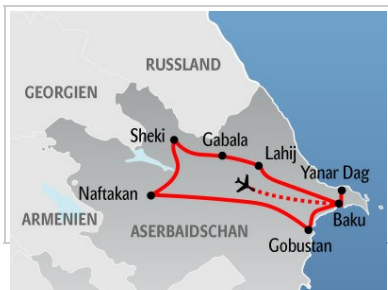 RUSSLAND
GEORGIEN
Sheki
Gabala
Lahij
Yanar Dag
Naftakan
Baku
ARMENIEN
ASERBAIDSCHAN
Gobustan